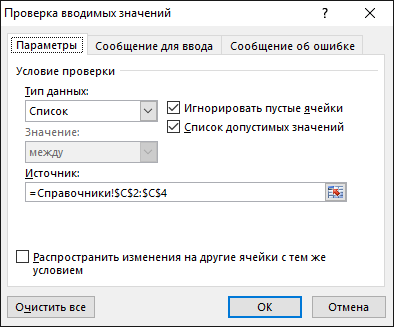 Проверка вводимых значений
Параметры
Сообщение для ввода
Сообщение об ошибке
Условие проверки
Тип данных:
Список
Игнорировать пустые ячейки
Список допустимых значений
Значение:
между
Источник:
=Справочники!$C$2:$C$4
Распространить изменения на другие ячейки с тем же
условием
Очистить все
ОК
Отмена